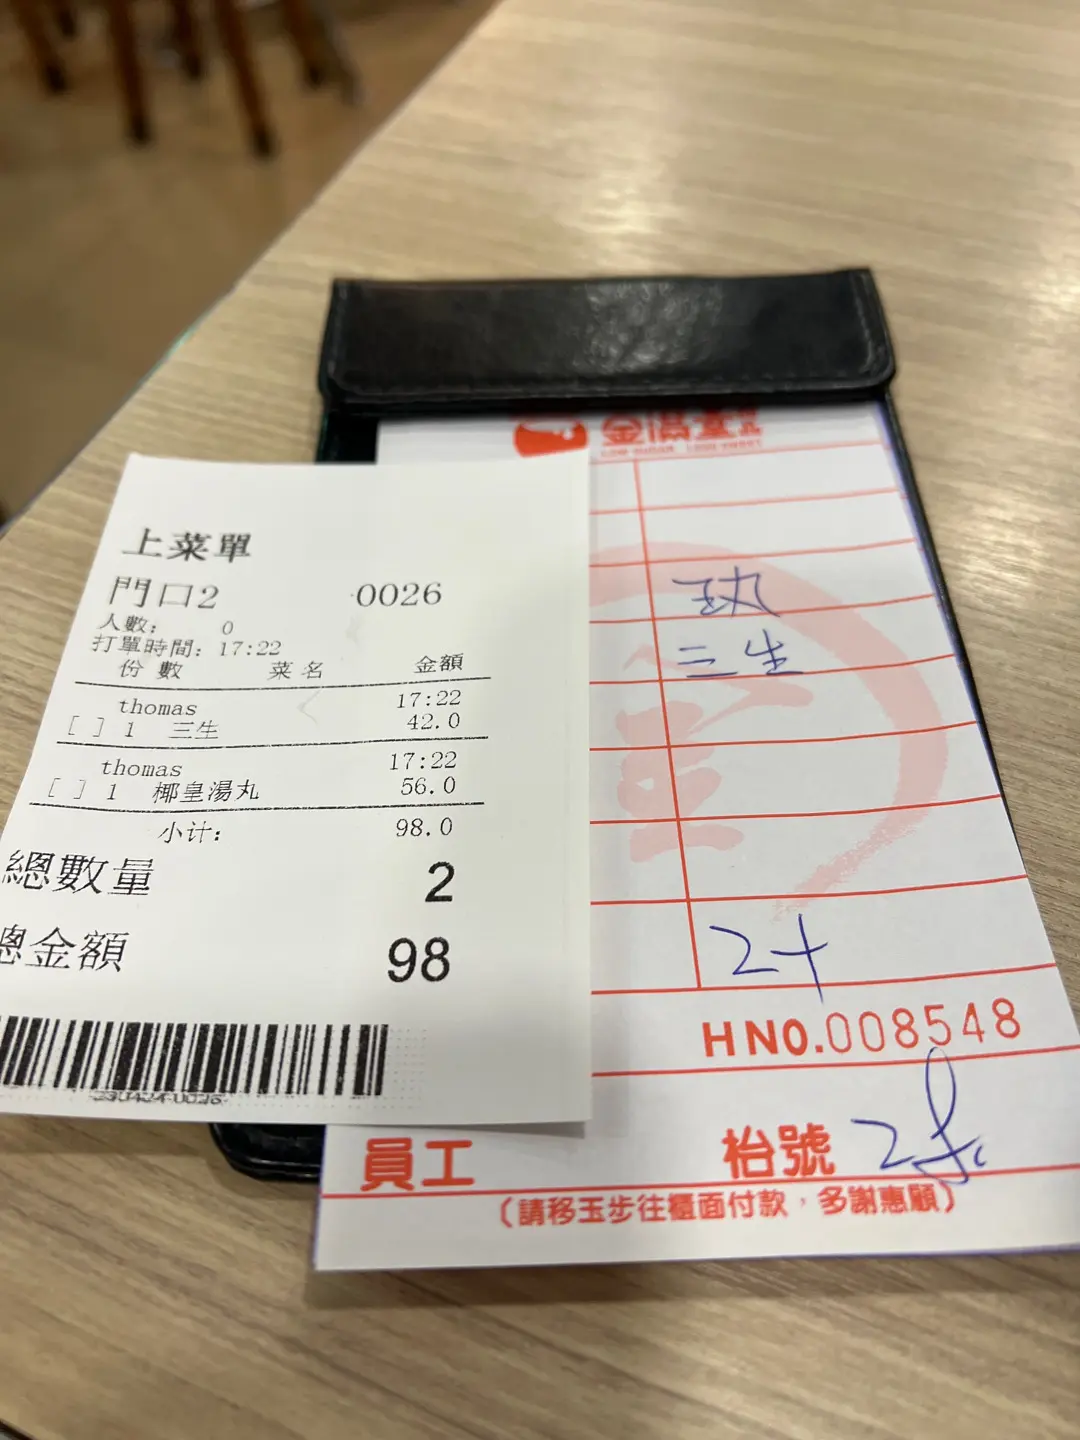 上菜單
門口2 0026
人數: 0
打單時間: 17:22
份數 菜名 金額
thomas 17:22
[ ] 1 三生 42.0
thomas 17:22
[ ] 1 椰皇湯丸 56.0
小计: 98.0
總數量 2
總金額 98
230424-0026
金滿堂
三生
2+
HNO.008548
員工 枱號 2
(請移玉步往櫃面付款，多謝惠顧)